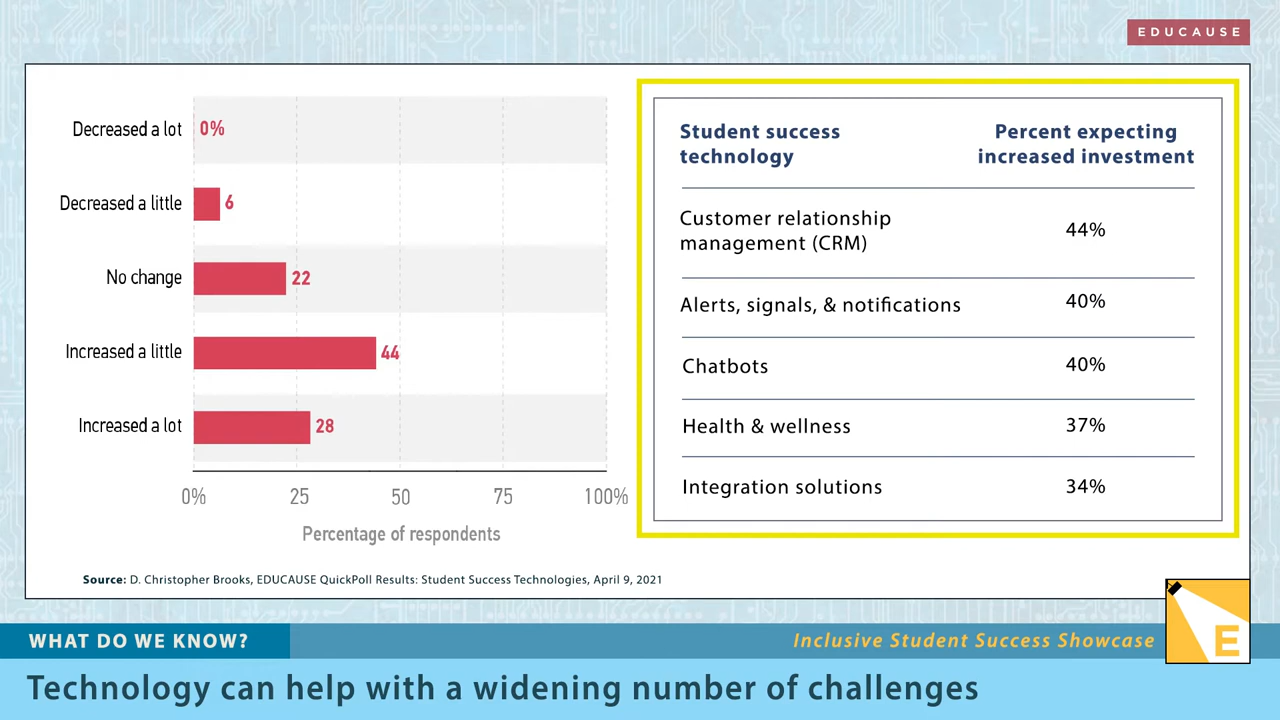 EDUCAUSE
Decreased a lot 0%
Decreased a little 6
No change 22
Increased a little 44
Increased a lot 28
0% 25 50 75 100%
Percentage of respondents
Student success
technology
Percent expecting
increased investment
Customer relationship
management (CRM)
44%
Alerts, signals, & notifications 40%
Chatbots 40%
Health & wellness 37%
Integration solutions 34%
Source: D. Christopher Brooks, EDUCAUSE QuickPoll Results: Student Success Technologies, April 9, 2021
WHAT DO WE KNOW?
Inclusive Student Success Showcase
E
Technology can help with a widening number of challenges